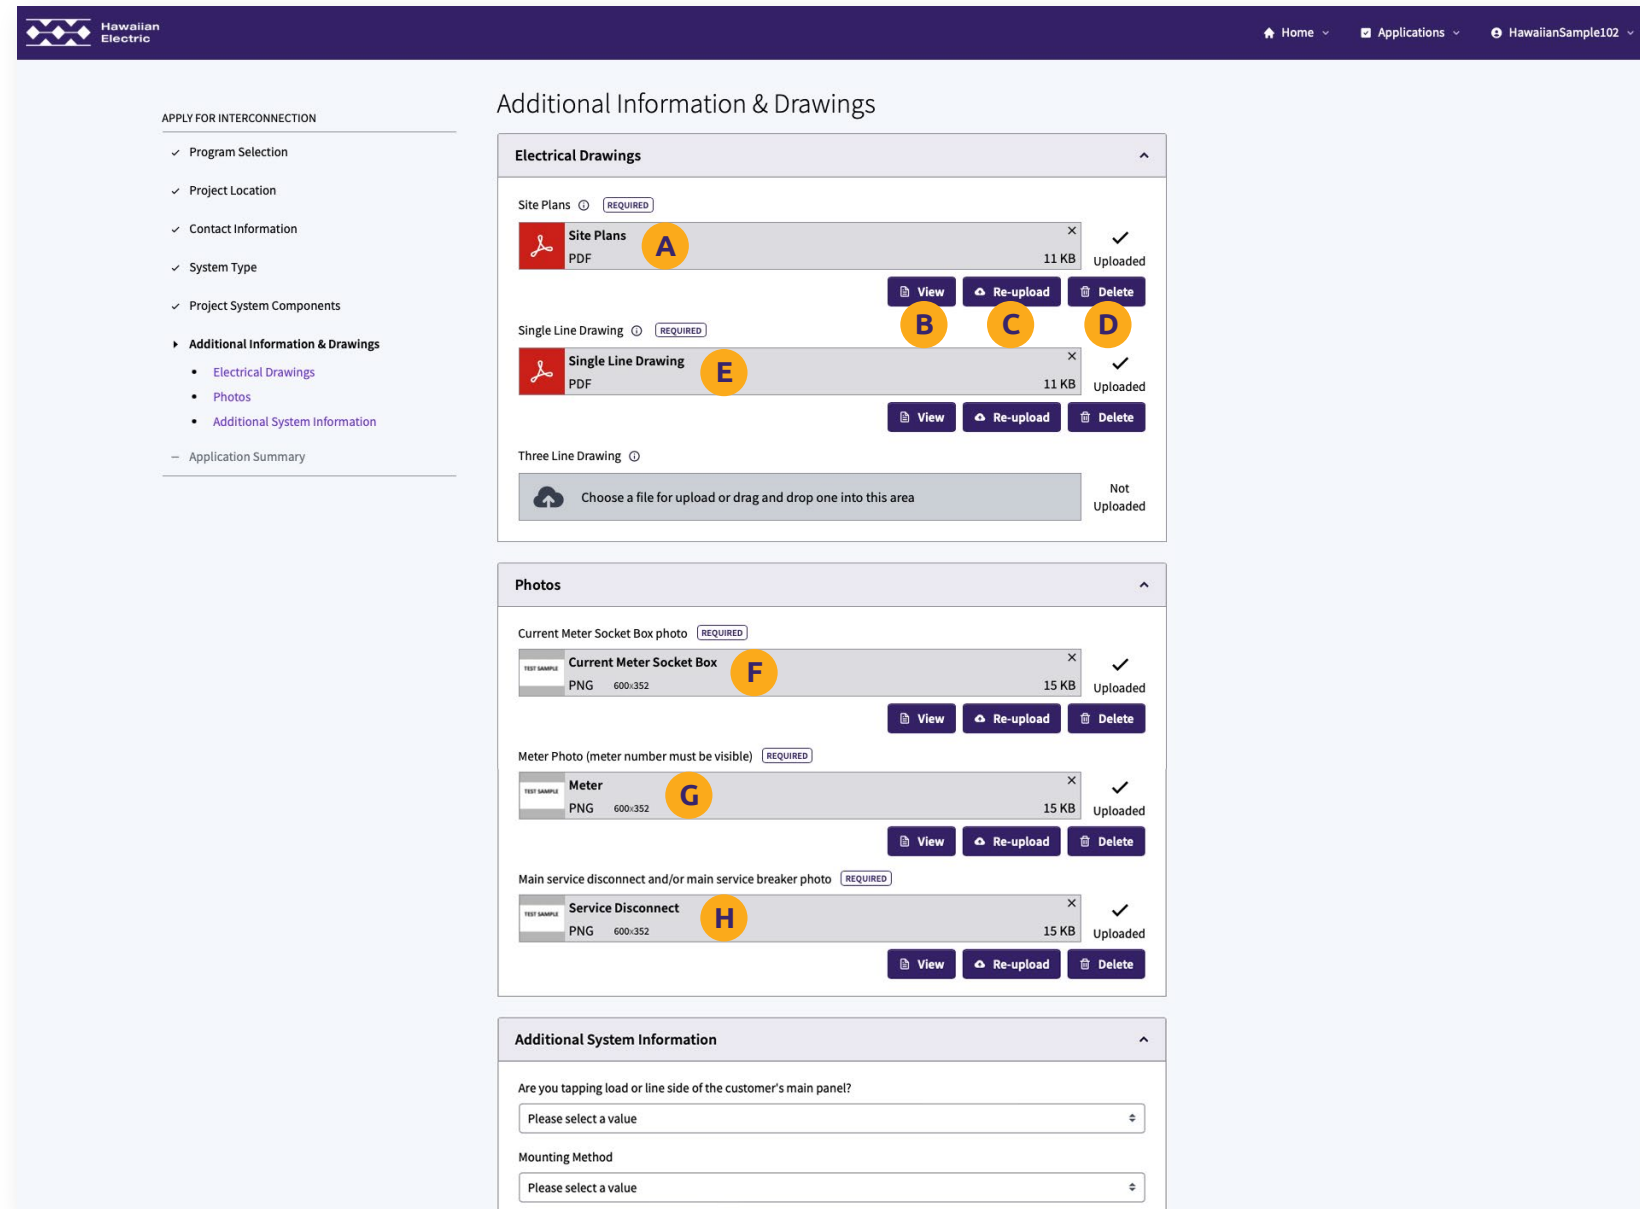 Hawaiian
Electric
Home
Applications
HawaiianSample102
APPLY FOR INTERCONNECTION
Program Selection
Project Location
Contact Information
System Type
Project System Components
Additional Information & Drawings
Electrical Drawings
Photos
Additional System Information
Application Summary
Additional Information & Drawings
Electrical Drawings
Site Plans REQUIRED
Site Plans
PDF
A
11 KB
Uploaded
View Re-upload Delete
B C D
Single Line Drawing REQUIRED
Single Line Drawing
PDF
E
11 KB
Uploaded
View Re-upload Delete
Three Line Drawing
Choose a file for upload or drag and drop one into this area
Not
Uploaded
Photos
Current Meter Socket Box photo REQUIRED
TEST SAMPLE
Current Meter Socket Box
PNG 600x352
F
15 KB
Uploaded
View Re-upload Delete
Meter Photo (meter number must be visible) REQUIRED
TEST SAMPLE
Meter
PNG 600x352
G
15 KB
Uploaded
View Re-upload Delete
Main service disconnect and/or main service breaker photo REQUIRED
TEST SAMPLE
Service Disconnect
PNG 600x352
H
15 KB
Uploaded
View Re-upload Delete
Additional System Information
Are you tapping load or line side of the customer's main panel?
Please select a value
Mounting Method
Please select a value